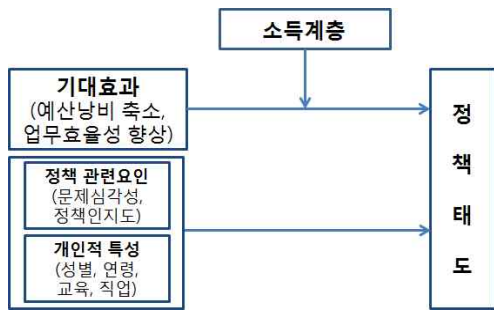 소득계층
기대효과
(예산낭비 축소,
업무효율성 향상)
정책 관련요인
(문제심각성,
정책인지도)
개인적 특성
(성별, 연령,
교육, 직업)
정
책
태
도